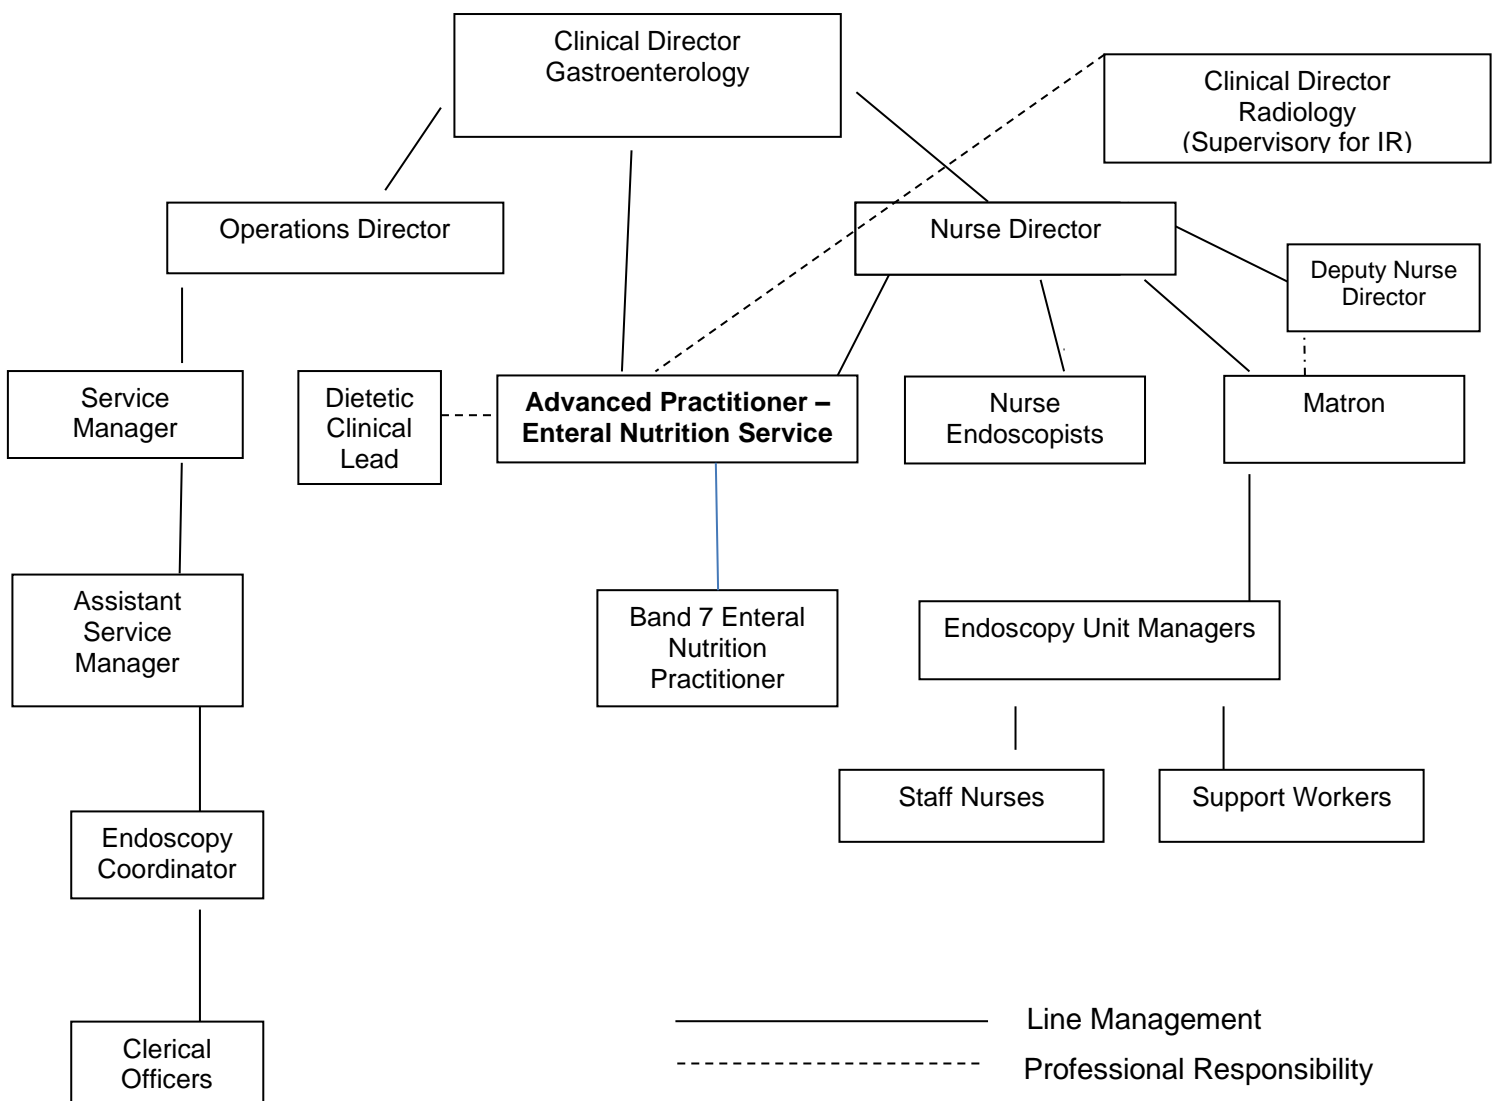 Clinical Director
Gastroenterology
Clinical Director
Radiology
(Supervisory for IR)
Operations Director
Nurse Director
Deputy Nurse
Director
Service
Manager
Dietetic
Clinical
Lead
Advanced Practitioner –
Enteral Nutrition Service
Nurse
Endoscopists
Matron
Assistant
Service
Manager
Band 7 Enteral
Nutrition
Practitioner
Endoscopy Unit Managers
Staff Nurses
Support Workers
Endoscopy
Coordinator
Clerical
Officers
Line Management
Professional Responsibility